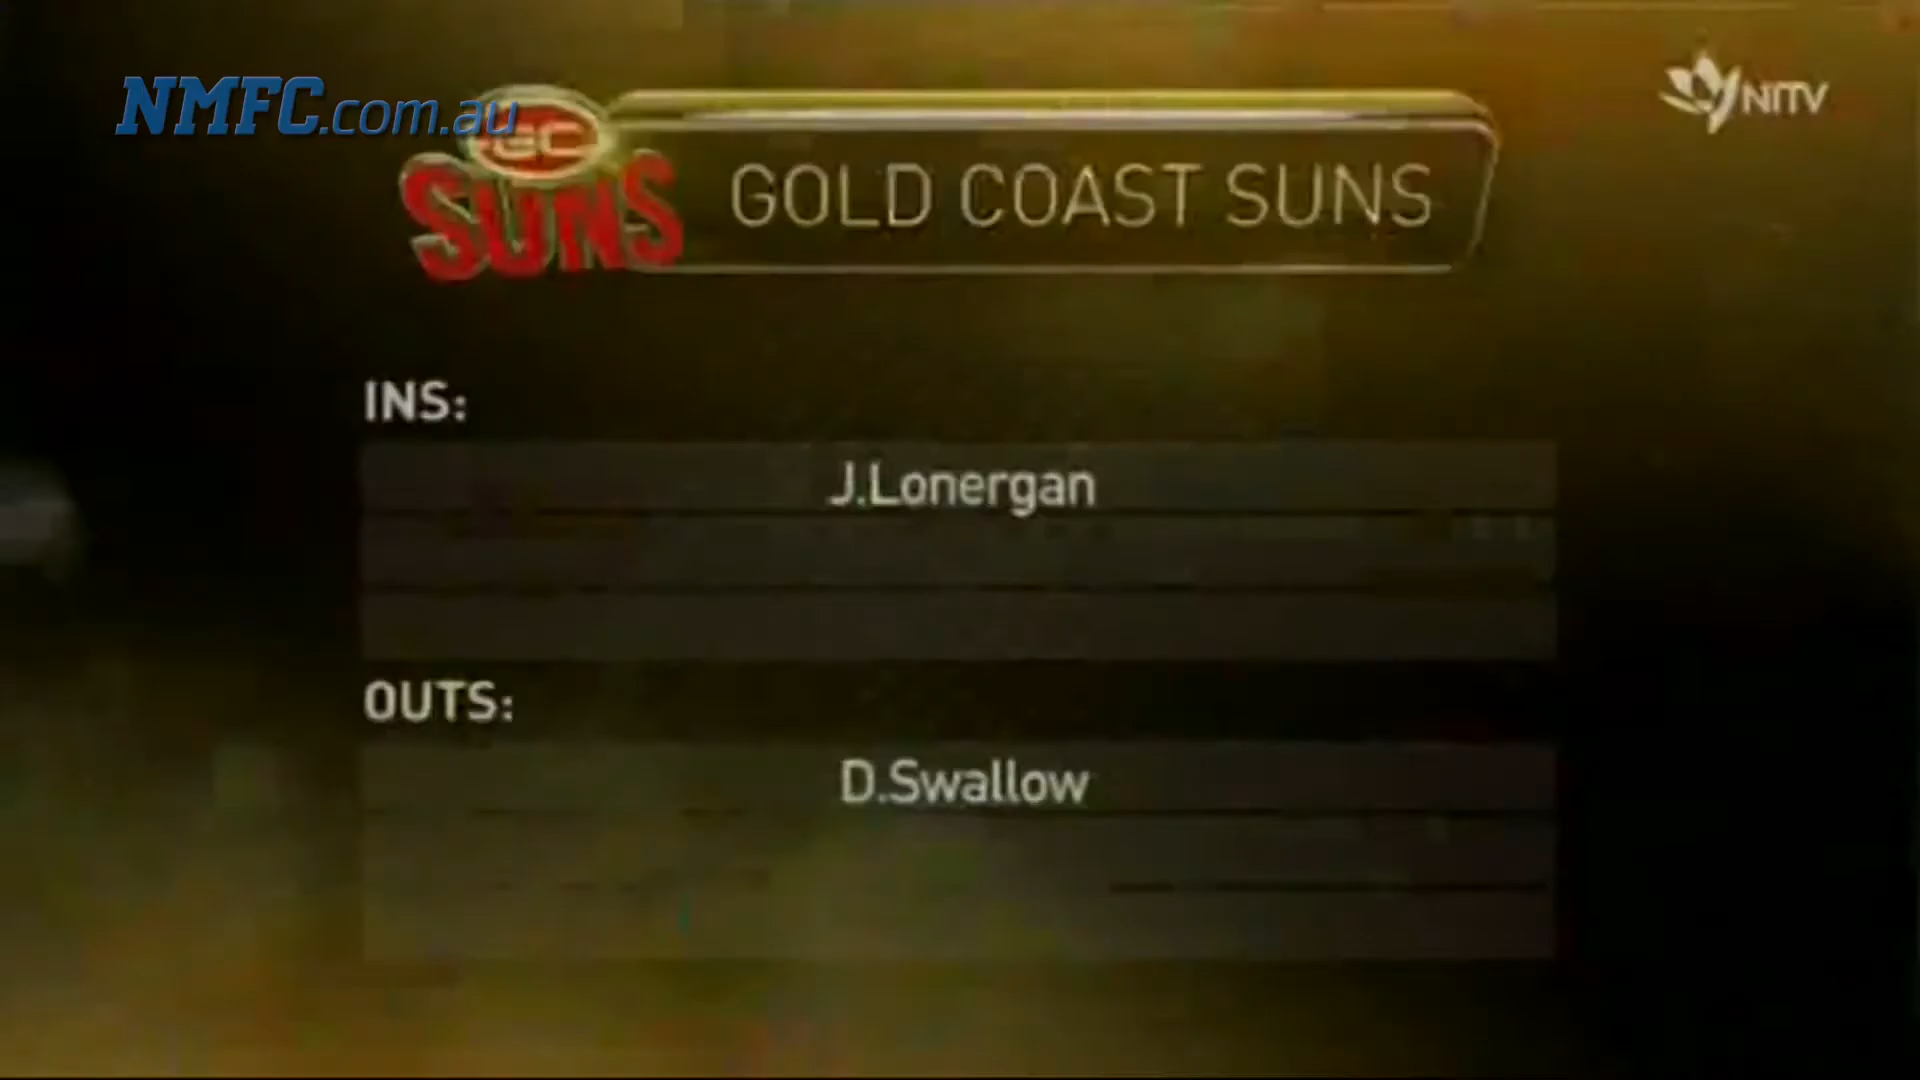 NMFC.com.au
NITV
GC
SUNS
GOLD COAST SUNS
INS:
J.Lonergan
OUTS:
D.Swallow